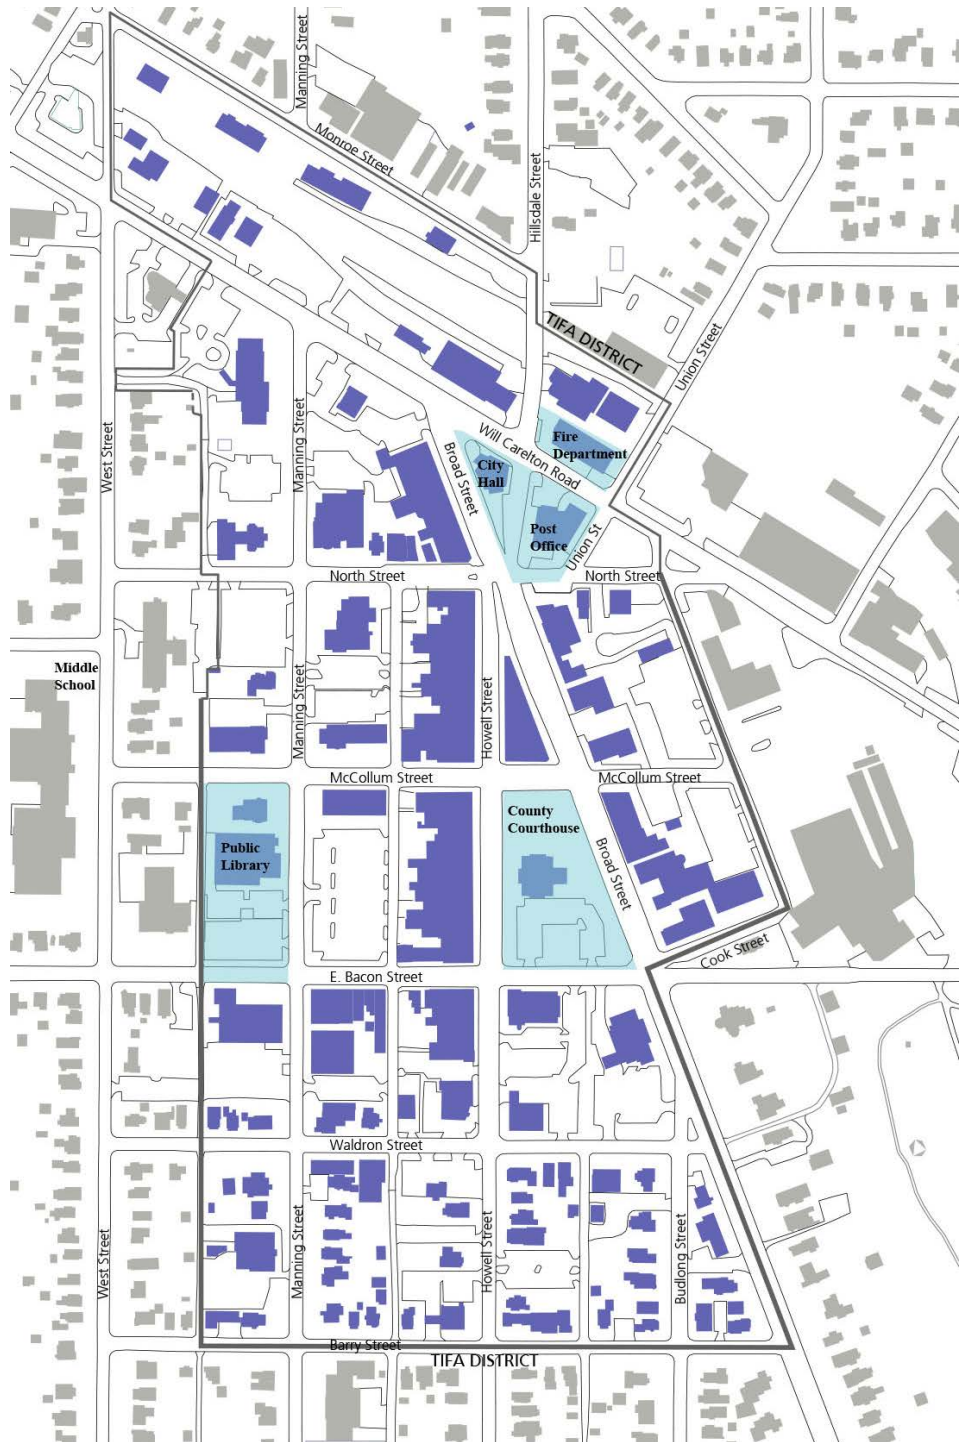 Manning Street
Monroe Street
Hillsdale Street
TIFA DISTRICT
Union Street
West Street
Manning Street
Broad Street
Will Carelton Road
Fire
Department
City
Hall
Post
Office
Union St
North Street
North Street
Middle
School
Manning Street
Howell Street
McCollum Street
McCollum Street
County
Courthouse
Public
Library
Broad Street
Cook Street
E. Bacon Street
Waldron Street
West Street
Manning Street
Howell Street
Budlong Street
Barry Street
TIFA DISTRICT